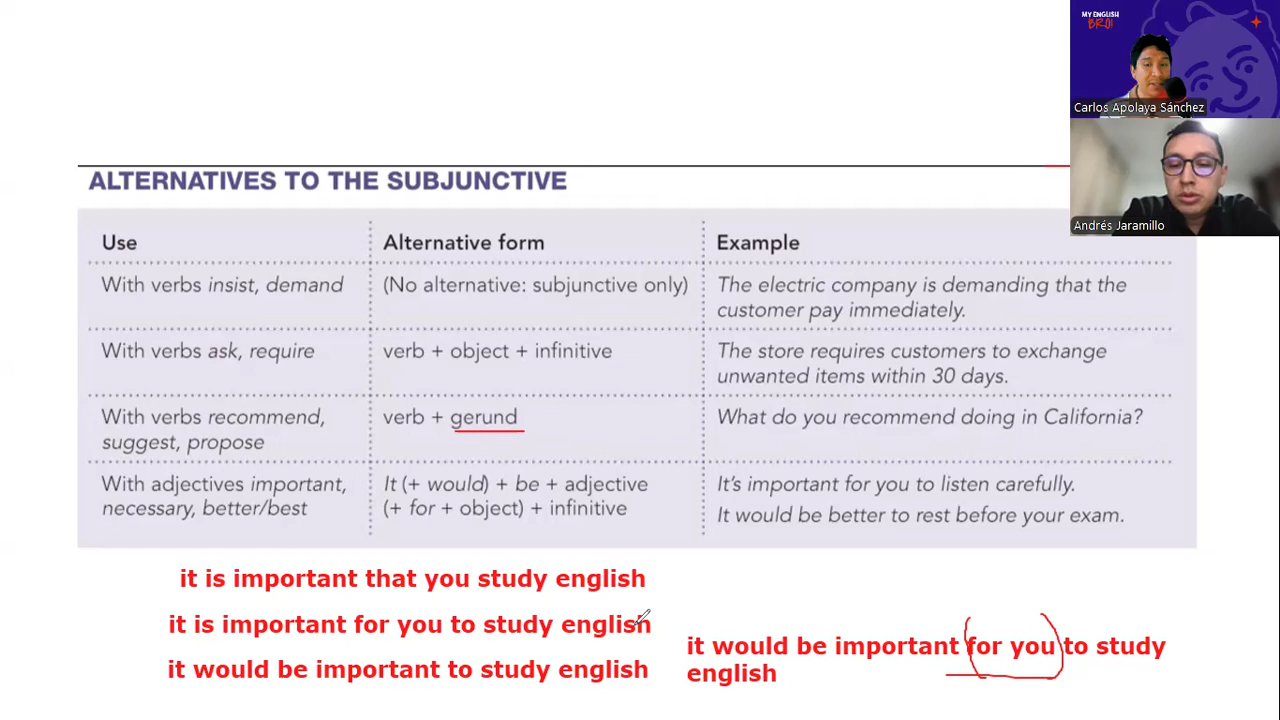 MY ENGLISH
BRO!
Carlos Apolaya Sánchez
Andrés Jaramillo
ALTERNATIVES TO THE SUBJUNCTIVE
Use
Alternative form
Example
With verbs insist, demand
(No alternative: subjunctive only)
The electric company is demanding that the
customer pay immediately.
With verbs ask, require
verb + object + infinitive
The store requires customers to exchange
unwanted items within 30 days.
With verbs recommend,
suggest, propose
verb + gerund
What do you recommend doing in California?
With adjectives important,
necessary, better/best
It (+ would) + be + adjective
(+ for + object) + infinitive
It's important for you to listen carefully.
It would be better to rest before your exam.
it is important that you study english
it is important for you to study english
it would be important to study english
it would be important for you to study
english